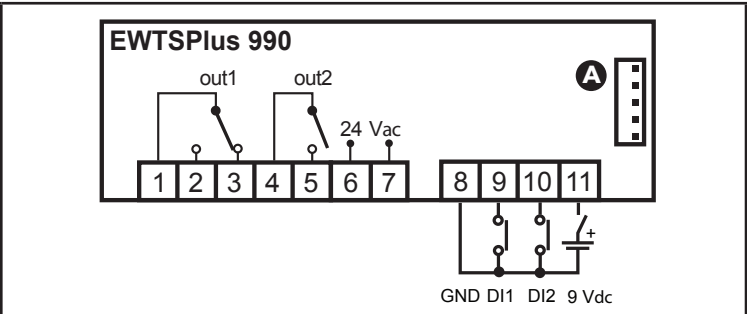 EWTSPlus 990
out1 out2
A
24 Vac
1 2 3 4 5 6 7 8 9 10 11
+
GND DI1 DI2 9 Vdc